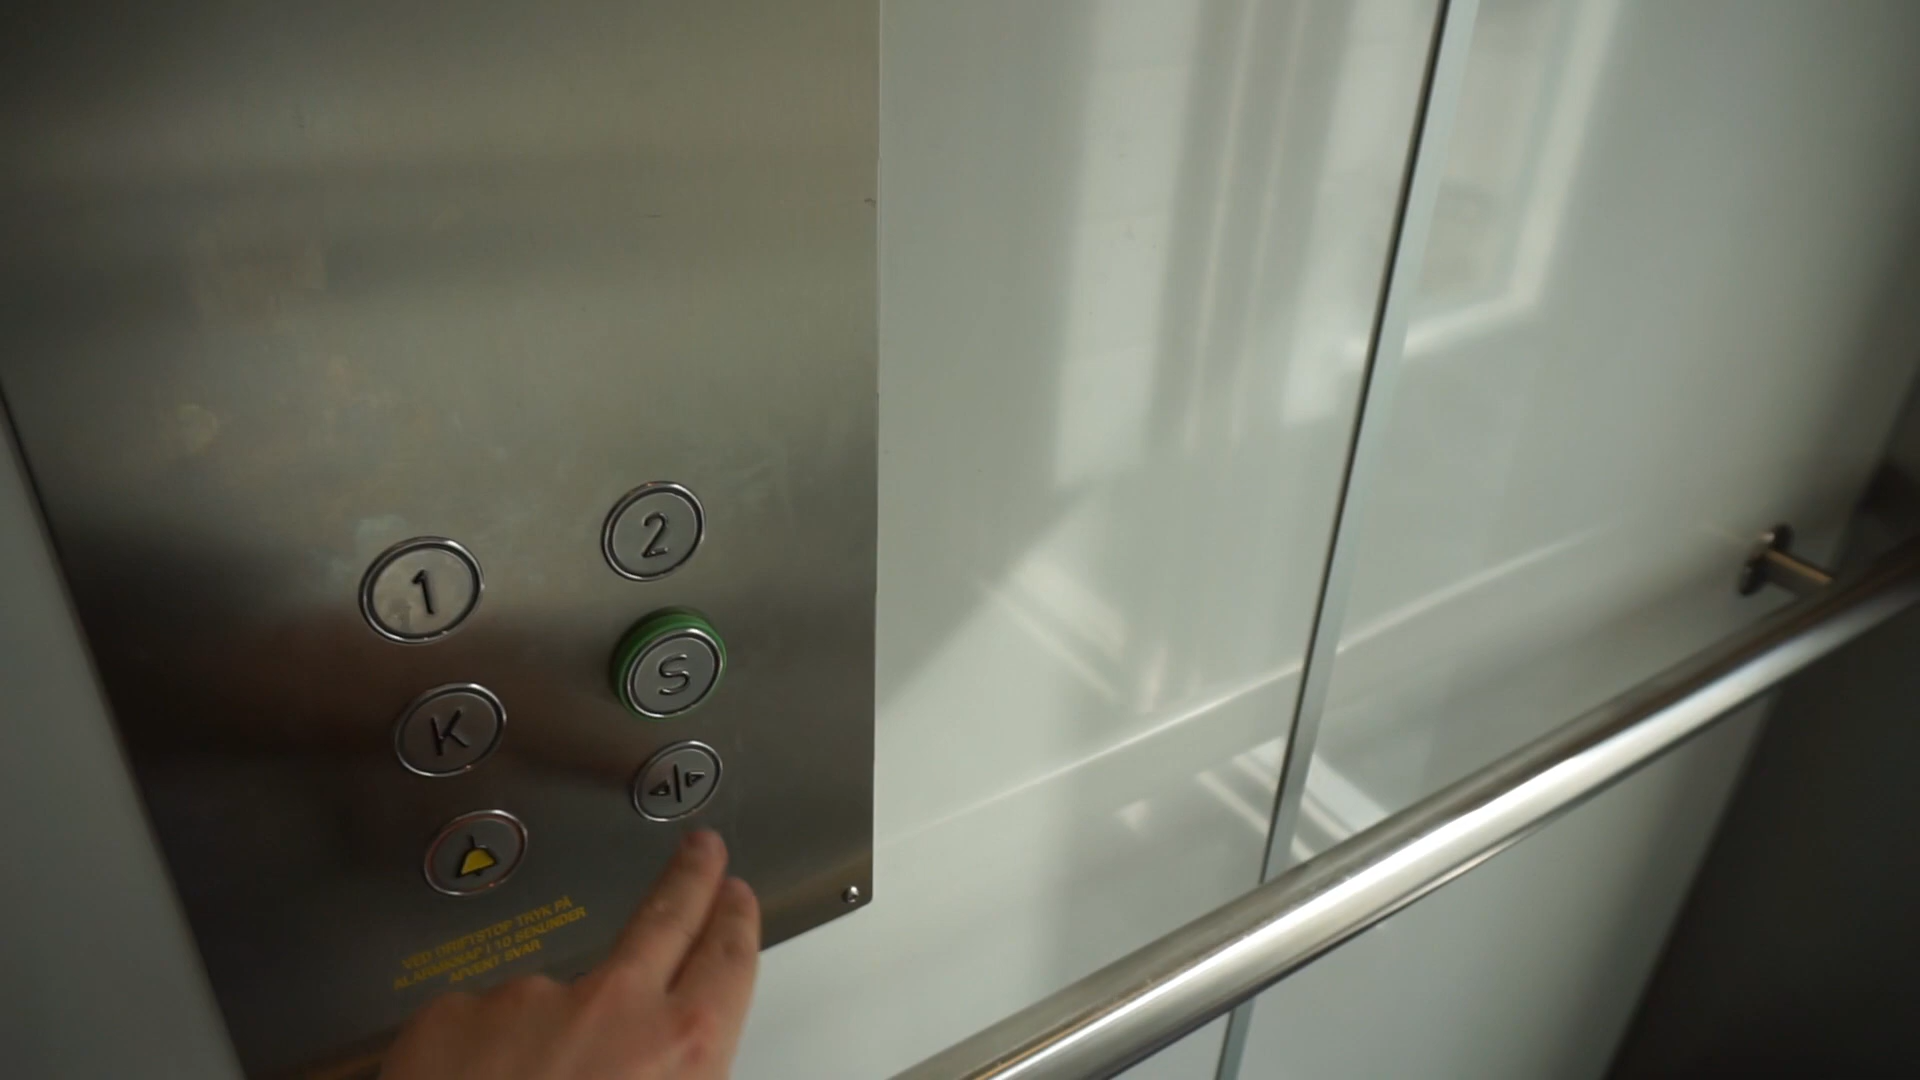 1 2
K S
VED DRIFTSTOP TRYK PÅ
ALARMKNAP I 10 SEKUNDER
AFVENT SVAR